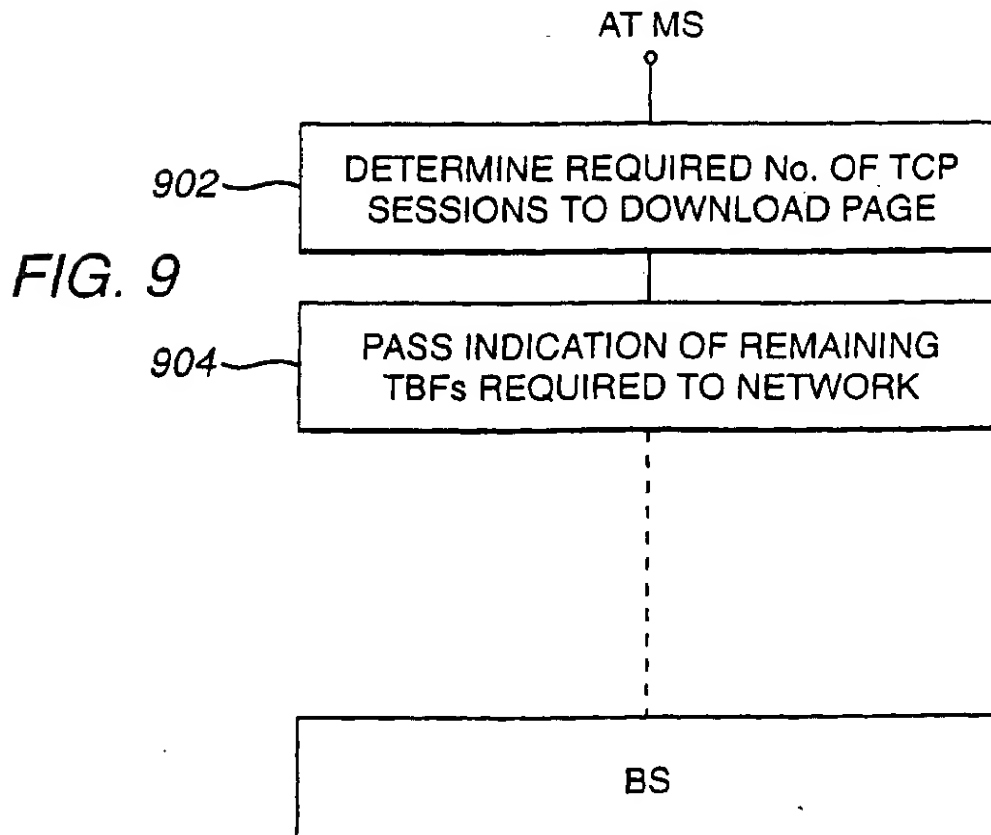 AT MS
902
DETERMINE REQUIRED No. OF TCP
SESSIONS TO DOWNLOAD PAGE
FIG. 9
904
PASS INDICATION OF REMAINING
TBFs REQUIRED TO NETWORK
BS